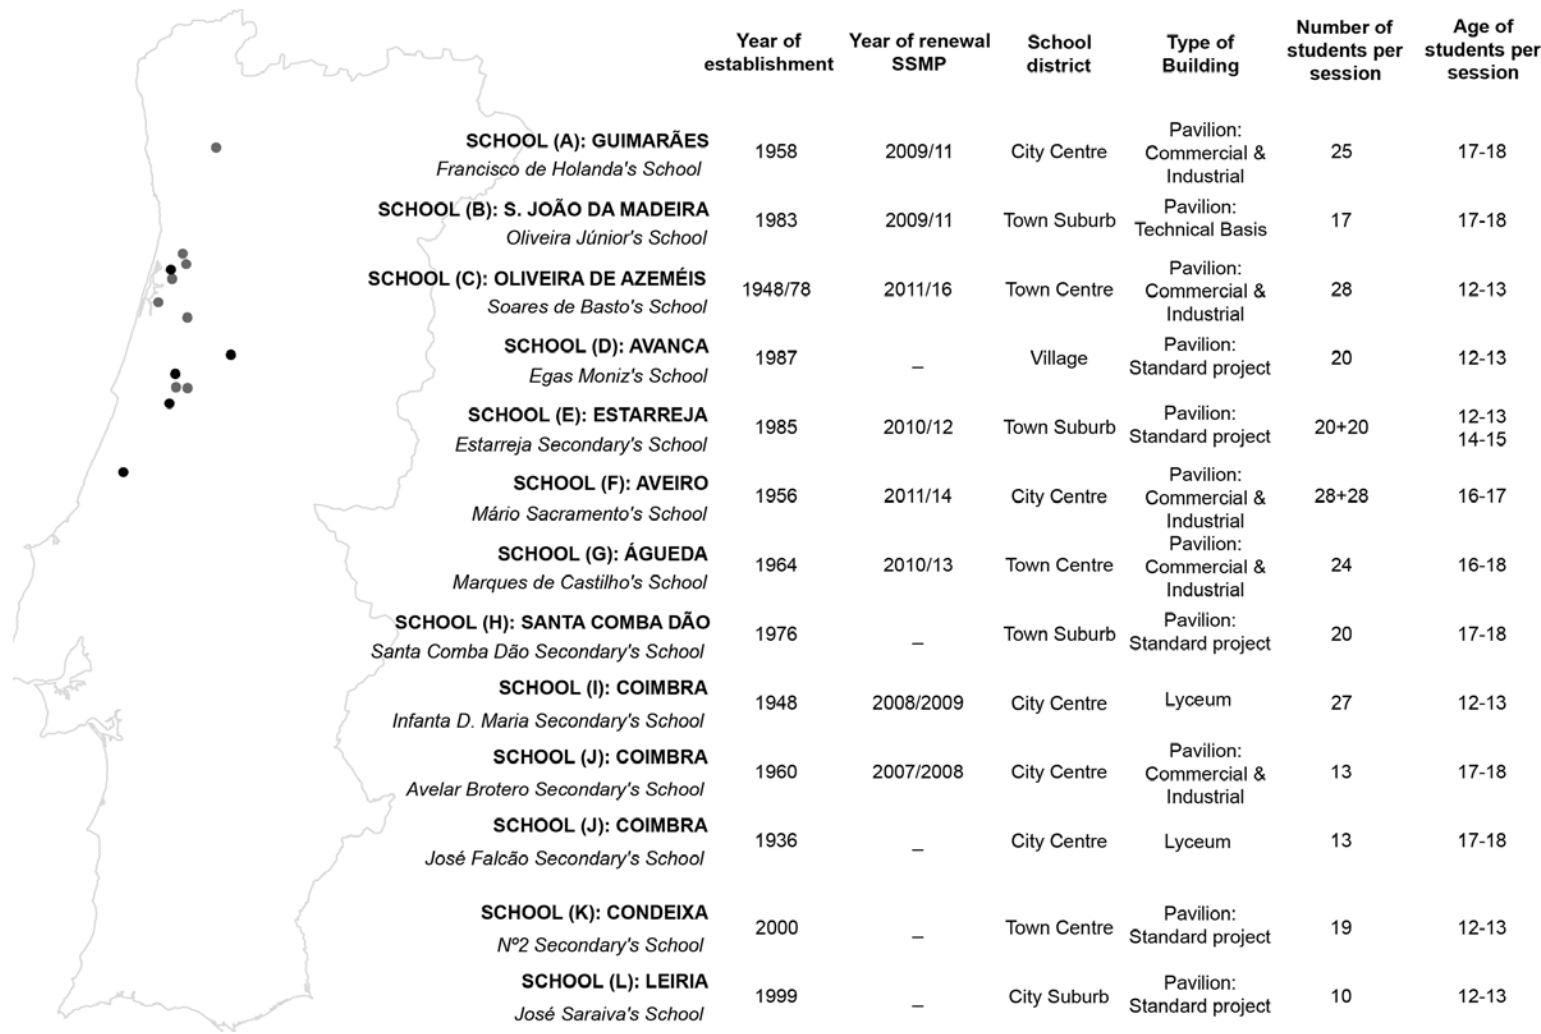 Year of establishment
Year of renewal SSMP
School district
Type of Building
Number of students per session
Age of students per session
SCHOOL (A): GUIMARÃES
Francisco de Holanda's School
1958
2009/11
City Centre
Pavilion:
Commercial &
Industrial
25
17-18
SCHOOL (B): S. JOÃO DA MADEIRA
Oliveira Júnior's School
1983
2009/11
Town Suburb
Pavilion:
Technical Basis
17
17-18
SCHOOL (C): OLIVEIRA DE AZEMÉIS
Soares de Basto's School
1948/78
2011/16
Town Centre
Pavilion:
Commercial &
Industrial
28
12-13
SCHOOL (D): AVANCA
Egas Moniz's School
1987
_
Village
Pavilion:
Standard project
20
12-13
SCHOOL (E): ESTARREJA
Estarreja Secondary's School
1985
2010/12
Town Suburb
Pavilion:
Standard project
20+20
12-13
14-15
SCHOOL (F): AVEIRO
Mário Sacramento's School
1956
2011/14
City Centre
Pavilion:
Commercial &
Industrial
28+28
16-17
SCHOOL (G): ÁGUEDA
Marques de Castilho's School
1964
2010/13
Town Centre
Pavilion:
Commercial &
Industrial
24
16-18
SCHOOL (H): SANTA COMBA DÃO
Santa Comba Dão Secondary's School
1976
_
Town Suburb
Pavilion:
Standard project
20
17-18
SCHOOL (I): COIMBRA
Infanta D. Maria Secondary's School
1948
2008/2009
City Centre
Lyceum
27
12-13
SCHOOL (J): COIMBRA
Avelar Brotero Secondary's School
1960
2007/2008
City Centre
Pavilion:
Commercial &
Industrial
13
17-18
SCHOOL (J): COIMBRA
José Falcão Secondary's School
1936
_
City Centre
Lyceum
13
17-18
SCHOOL (K): CONDEIXA
Nº2 Secondary's School
2000
_
Town Centre
Pavilion:
Standard project
19
12-13
SCHOOL (L): LEIRIA
José Saraiva's School
1999
_
City Suburb
Pavilion:
Standard project
10
12-13